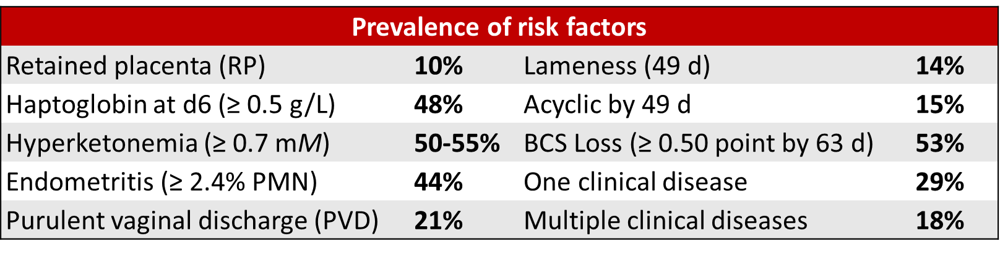 Prevalence of risk factors
Retained placenta (RP) 10% Lameness (49 d) 14%
Haptoglobin at d6 (≥ 0.5 g/L) 48% Acyclic by 49 d 15%
Hyperketonemia (≥ 0.7 mM) 50-55% BCS Loss (≥ 0.50 point by 63 d) 53%
Endometritis (≥ 2.4% PMN) 44% One clinical disease 29%
Purulent vaginal discharge (PVD) 21% Multiple clinical diseases 18%